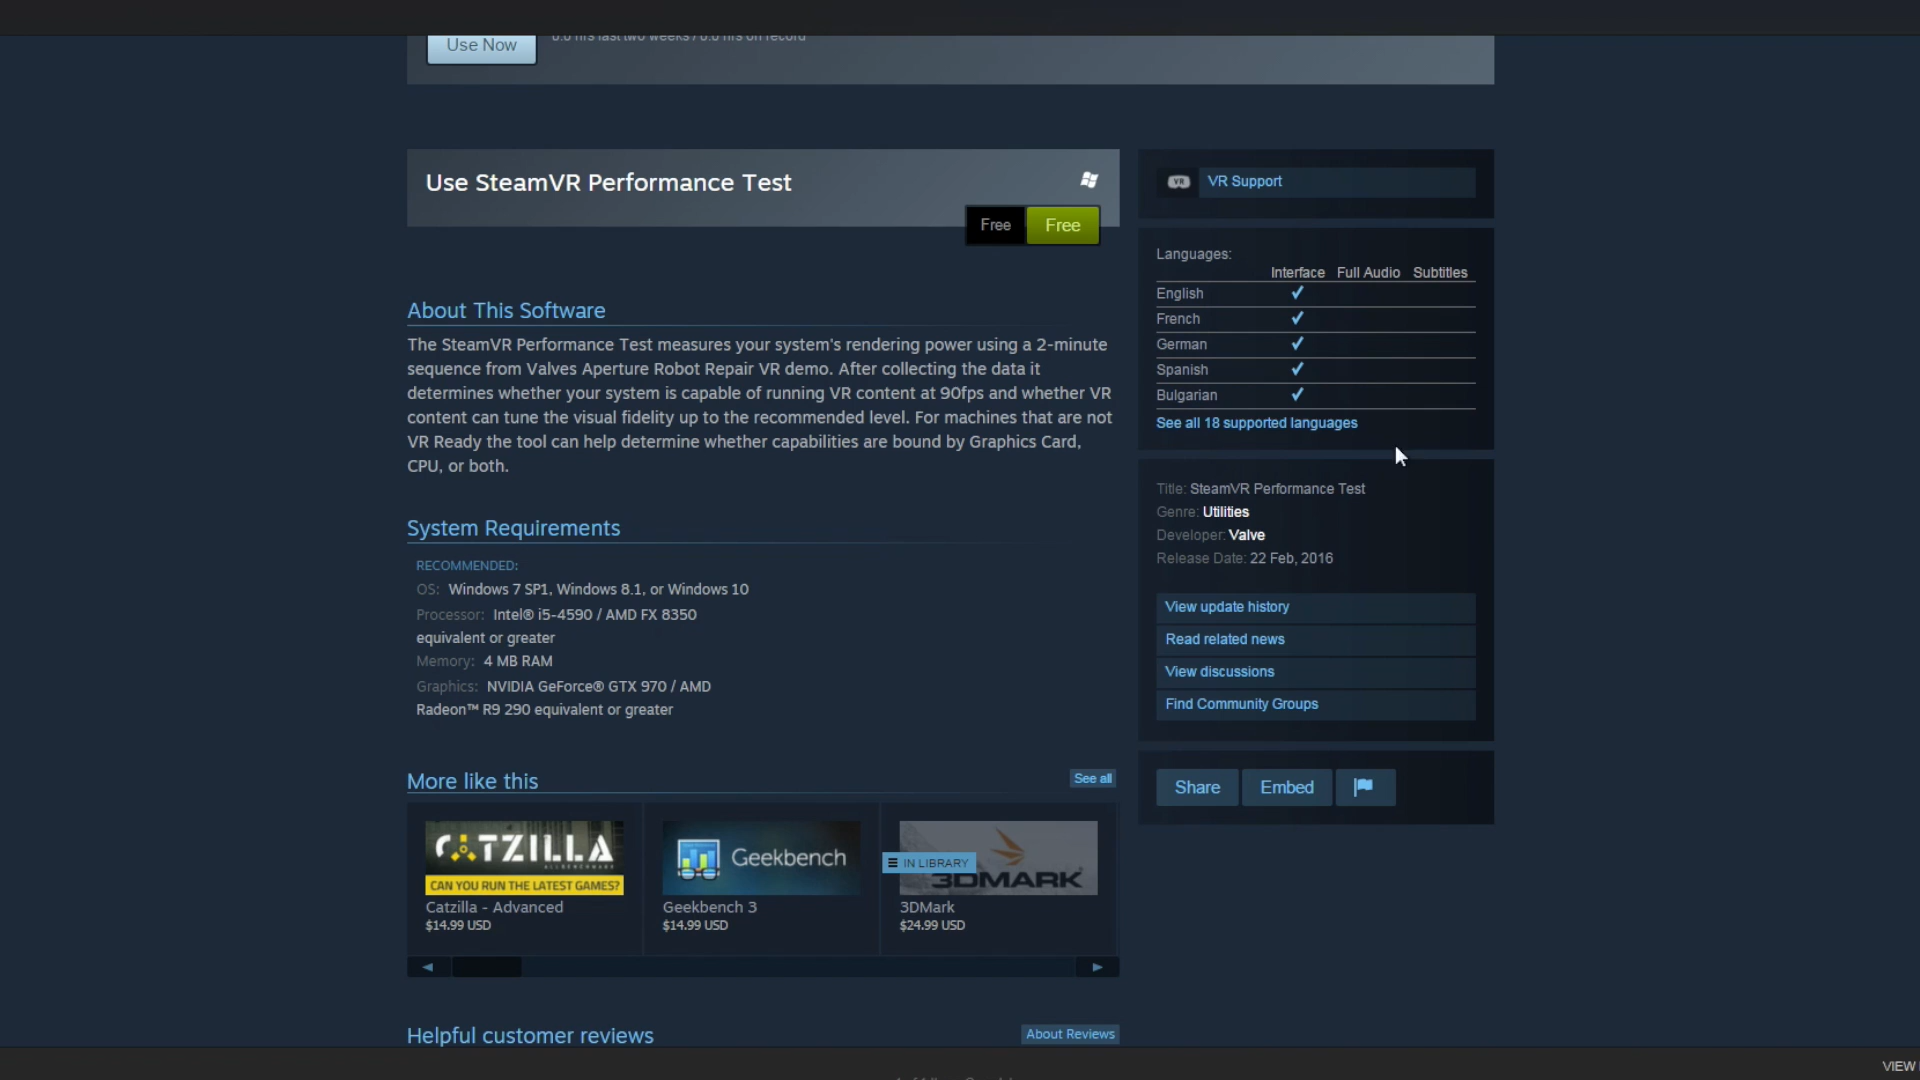 Use Now
Use SteamVR Performance Test
Free Free
About This Software
The SteamVR Performance Test measures your system's rendering power using a 2-minute
sequence from Valves Aperture Robot Repair VR demo. After collecting the data it
determines whether your system is capable of running VR content at 90fps and whether VR
content can tune the visual fidelity up to the recommended level. For machines that are not
VR Ready the tool can help determine whether capabilities are bound by Graphics Card,
CPU, or both.
System Requirements
RECOMMENDED:
OS: Windows 7 SP1, Windows 8.1, or Windows 10
Processor: Intel® i5-4590 / AMD FX 8350
equivalent or greater
Memory: 4 MB RAM
Graphics: NVIDIA GeForce® GTX 970 / AMD
Radeon™ R9 290 equivalent or greater
More like this
See all
CATZILLA
CAN YOU RUN THE LATEST GAMES?
Catzilla - Advanced
$14.99 USD
Geekbench
Geekbench 3
$14.99 USD
IN LIBRARY
3DMARK
3DMark
$24.99 USD
Helpful customer reviews
About Reviews
VR VR Support
Languages:
Interface Full Audio Subtitles
English
French
German
Spanish
Bulgarian
See all 18 supported languages
Title: SteamVR Performance Test
Genre: Utilities
Developer: Valve
Release Date: 22 Feb, 2016
View update history
Read related news
View discussions
Find Community Groups
Share Embed
VIEW